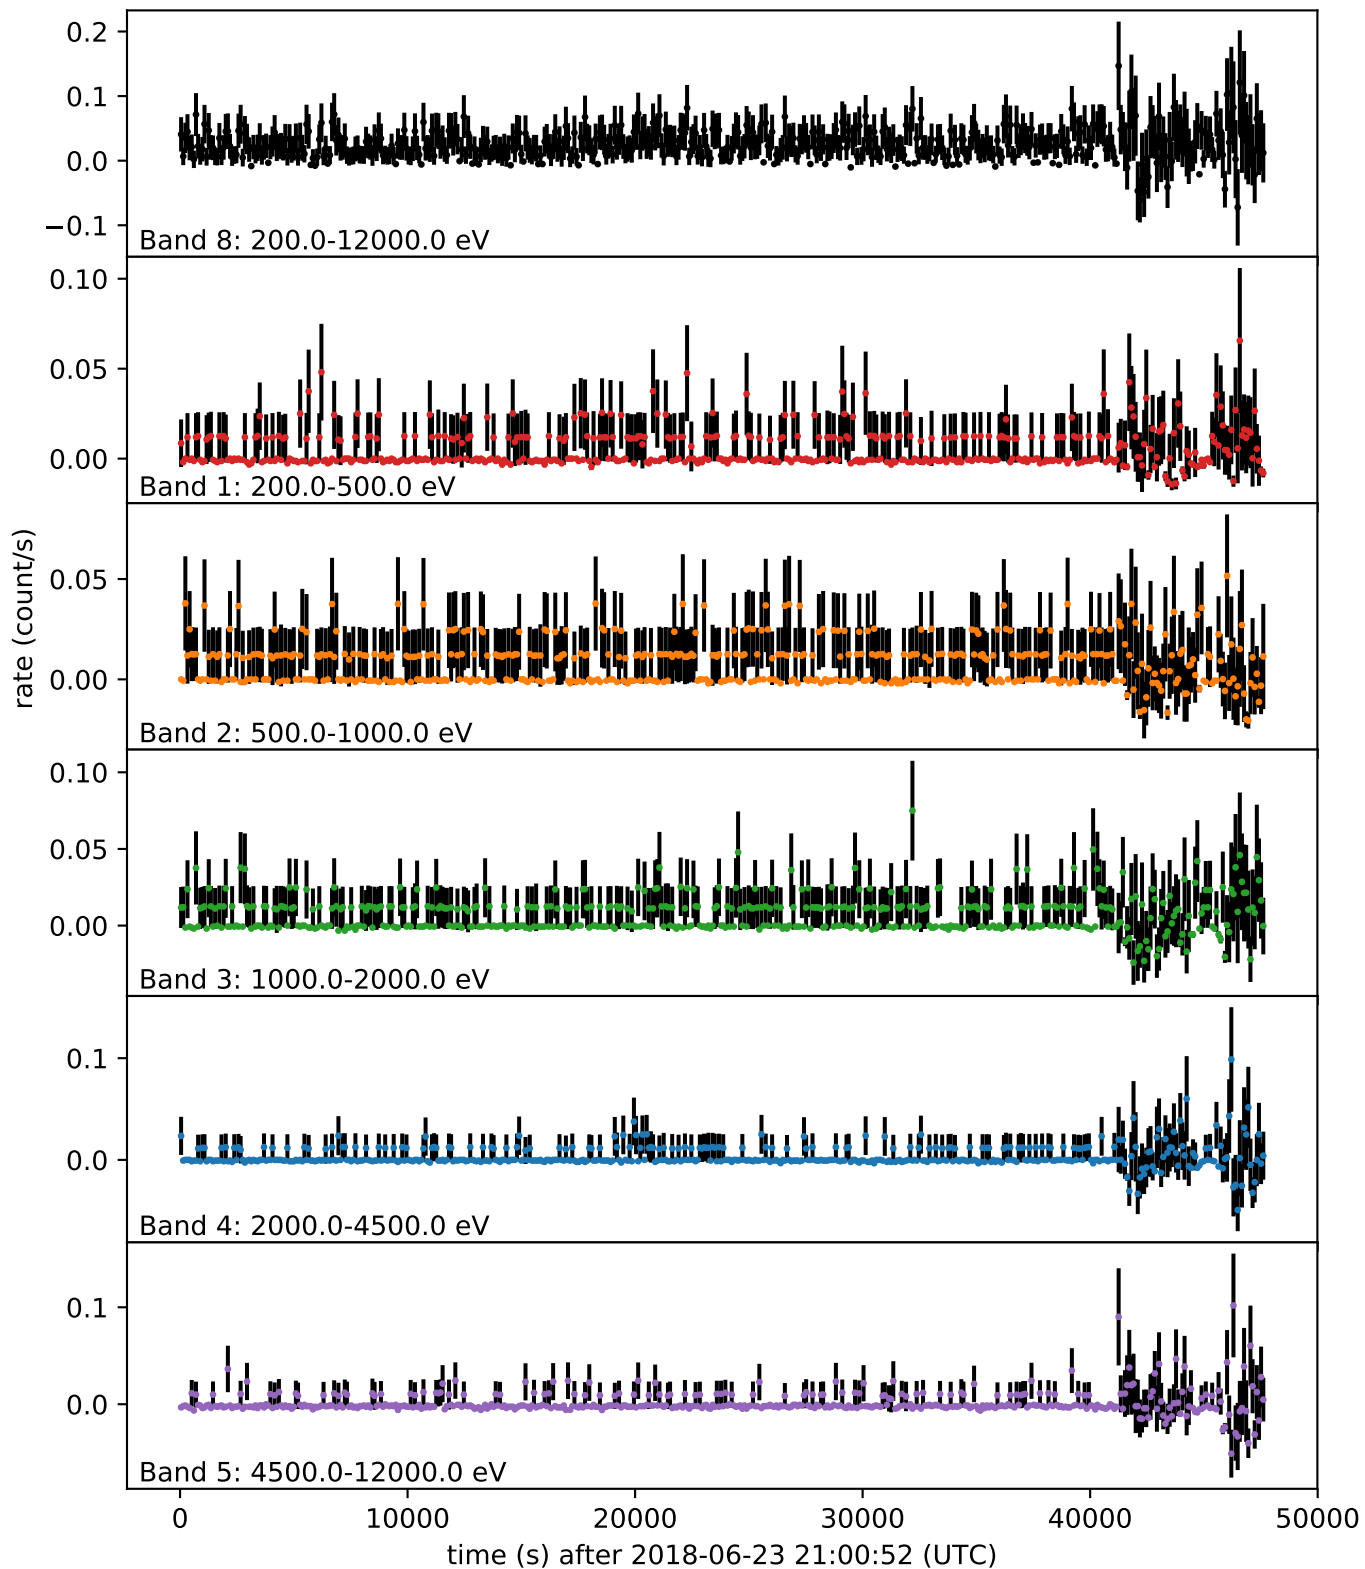 0.2
0.1
0.0
−0.1
Band 8: 200.0-12000.0 eV
0.10
0.05
0.00
Band 1: 200.0-500.0 eV
rate (count/s)
0.05
0.00
Band 2: 500.0-1000.0 eV
0.10
0.05
0.00
Band 3: 1000.0-2000.0 eV
0.1
0.0
Band 4: 2000.0-4500.0 eV
0.1
0.0
Band 5: 4500.0-12000.0 eV
0 10000 20000 30000 40000 50000
time (s) after 2018-06-23 21:00:52 (UTC)